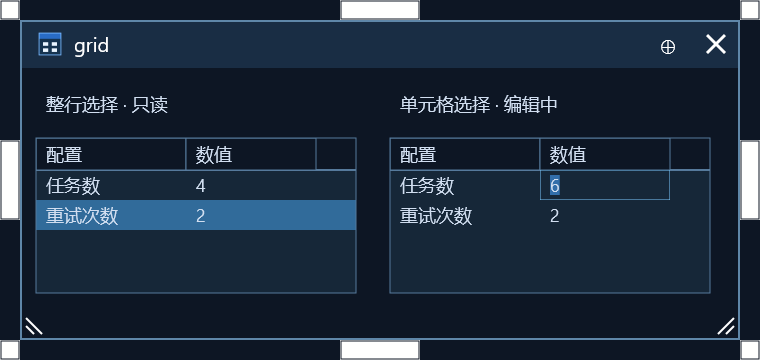 grid
整行选择 · 只读
单元格选择 · 编辑中
配置 数值
任务数 4
重试次数 2
配置 数值
任务数 6
重试次数 2